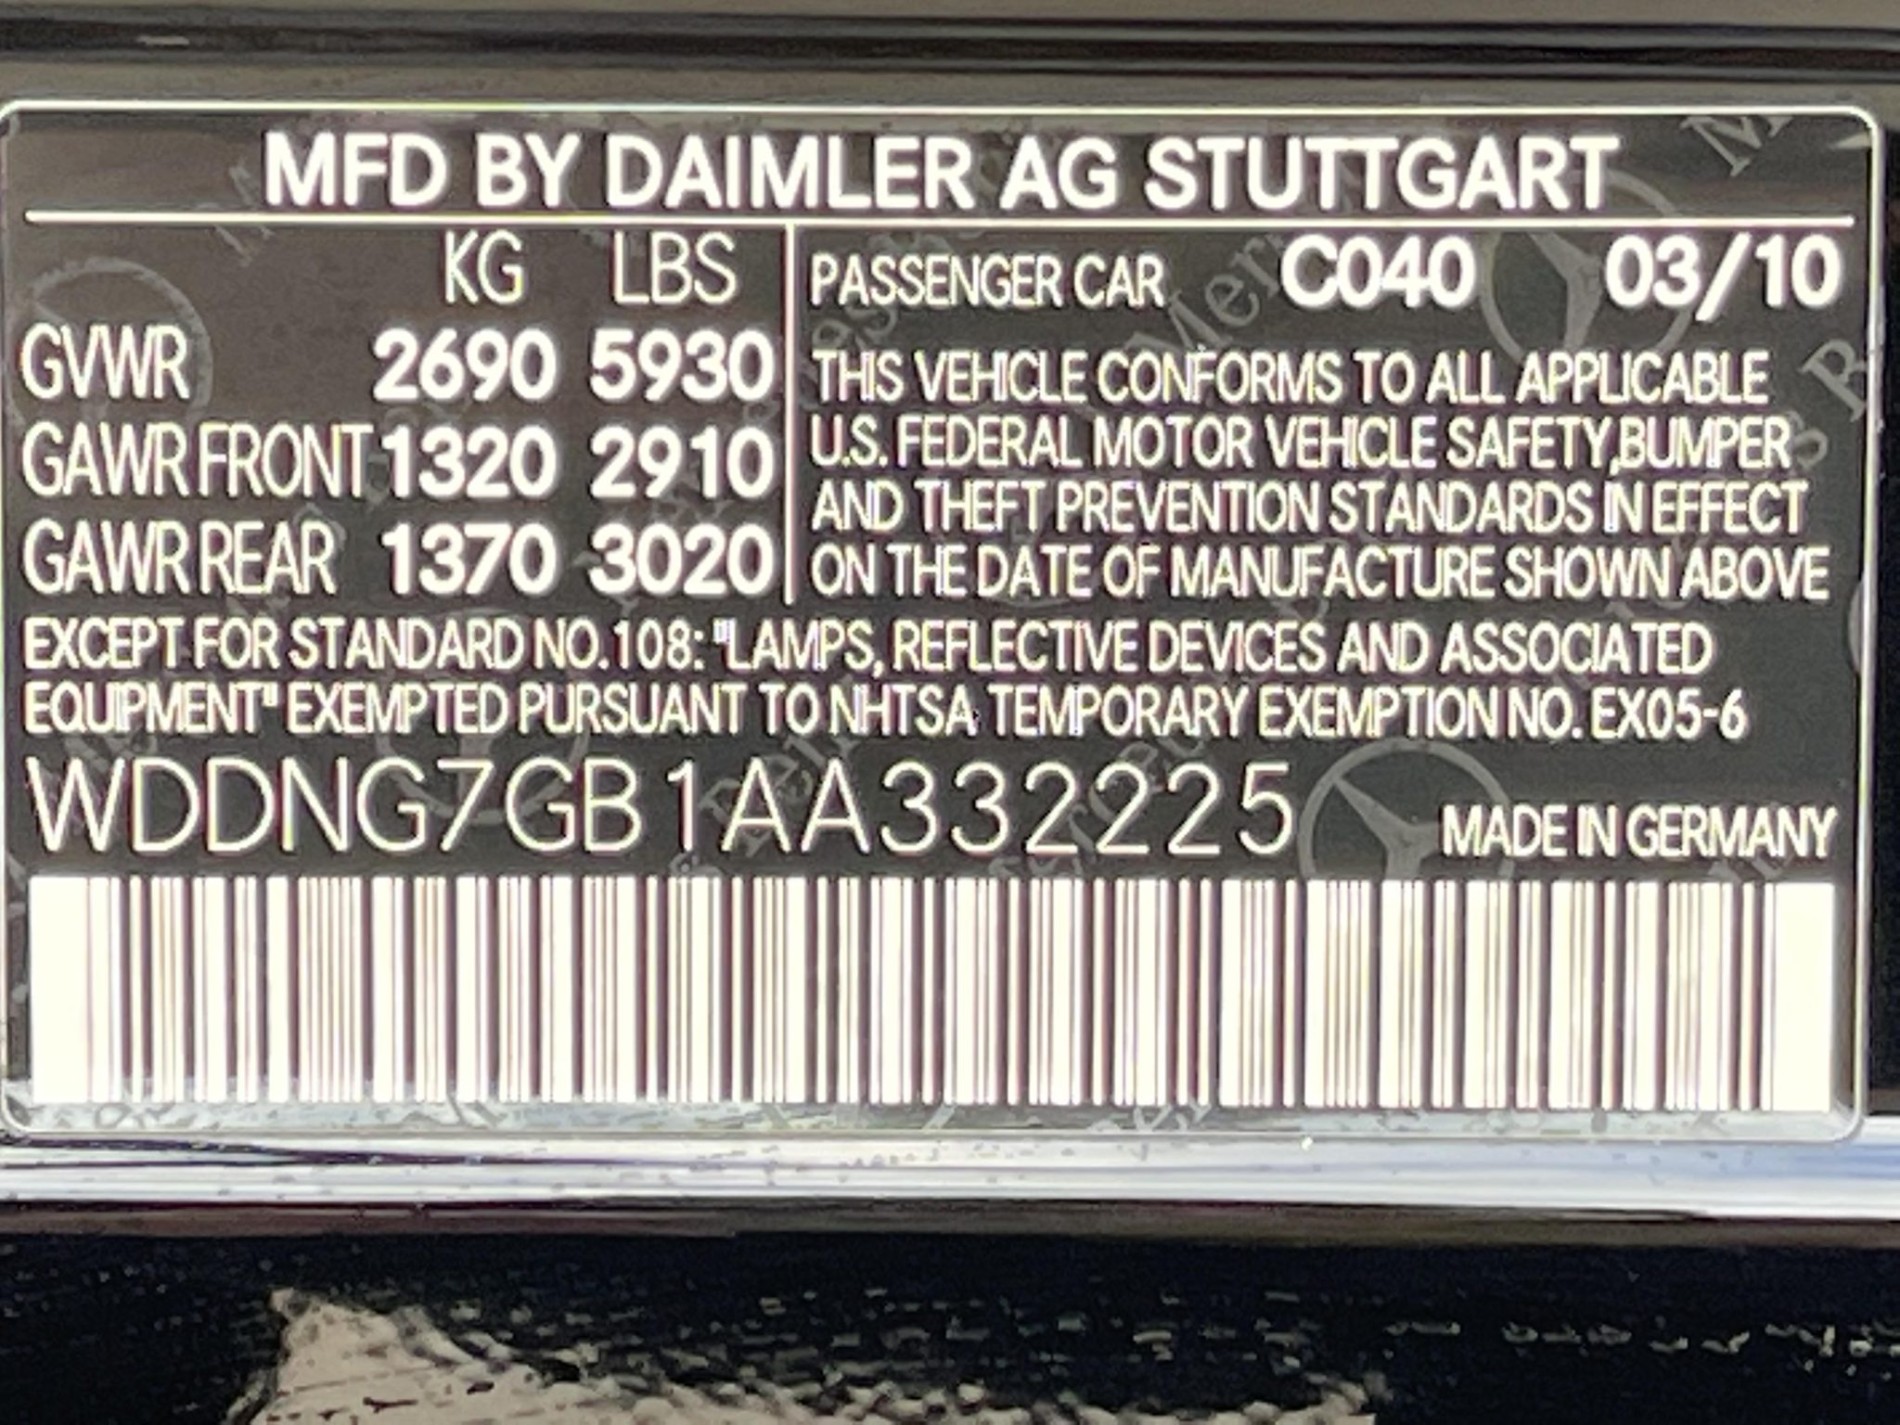 MFD BY DAIMLER AG STUTTGART
KG LBS
GVWR 2690 5930
GAWR FRONT 1320 2910
GAWR REAR 1370 3020
PASSENGER CAR C040 03/10
THIS VEHICLE CONFORMS TO ALL APPLICABLE
U.S. FEDERAL MOTOR VEHICLE SAFETY,BUMPER
AND THEFT PREVENTION STANDARDS IN EFFECT
ON THE DATE OF MANUFACTURE SHOWN ABOVE
EXCEPT FOR STANDARD NO.108: "LAMPS, REFLECTIVE DEVICES AND ASSOCIATED
EQUIPMENT" EXEMPTED PURSUANT TO NHTSA TEMPORARY EXEMPTION NO. EX05-6
WDDNG7GB1AA332225
MADE IN GERMANY